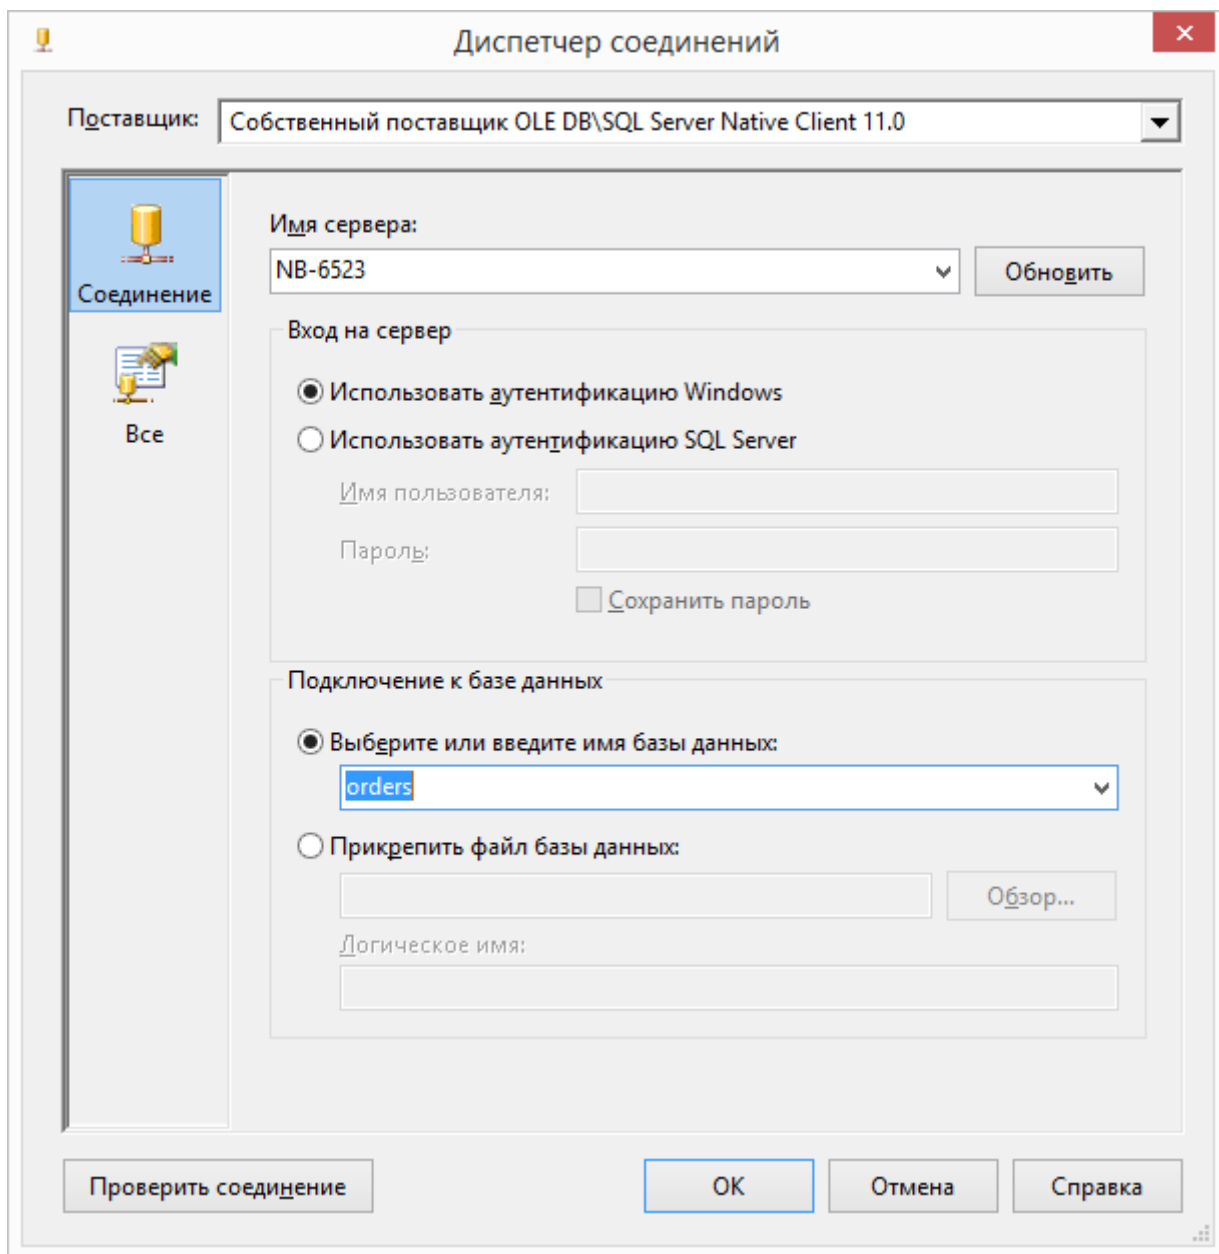 Диспетчер соединений
Поставщик: Собственный поставщик OLE DB\SQL Server Native Client 11.0
Соединение
Все
Имя сервера:
NB-6523
Обновить
Вход на сервер
Использовать аутентификацию Windows
Использовать аутентификацию SQL Server
Имя пользователя:
Пароль:
Сохранить пароль
Подключение к базе данных
Выберите или введите имя базы данных:
orders
Прикрепить файл базы данных:
Обзор...
Логическое имя:
Проверить соединение ОК Отмена Справка